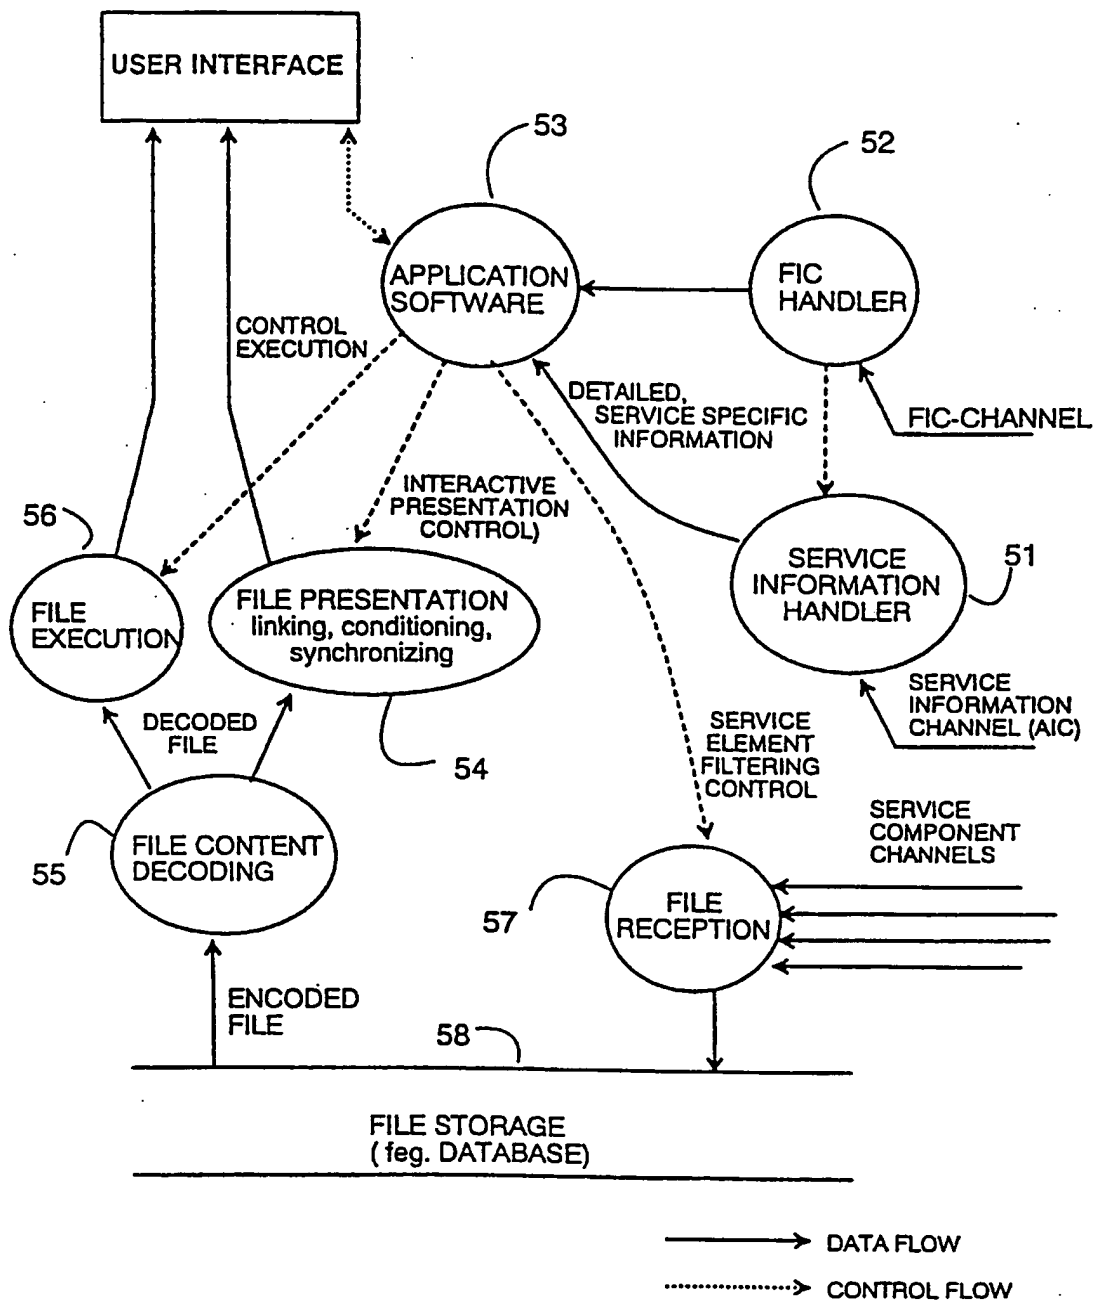 USER INTERFACE
53
52
APPLICATION
SOFTWARE
FIC
HANDLER
CONTROL
EXECUTION
DETAILED,
SERVICE SPECIFIC
INFORMATION
FIC-CHANNEL
INTERACTIVE
PRESENTATION
CONTROL)
56
51
SERVICE
INFORMATION
HANDLER
FILE
EXECUTION
FILE PRESENTATION
linking, conditioning,
synchronizing
SERVICE
INFORMATION
CHANNEL (AIC)
DECODED
FILE
54
SERVICE
ELEMENT
FILTERING
CONTROL
55
FILE CONTENT
DECODING
SERVICE
COMPONENT
CHANNELS
57
FILE
RECEPTION
ENCODED
FILE
58
FILE STORAGE
( feg. DATABASE)
DATA FLOW
CONTROL FLOW